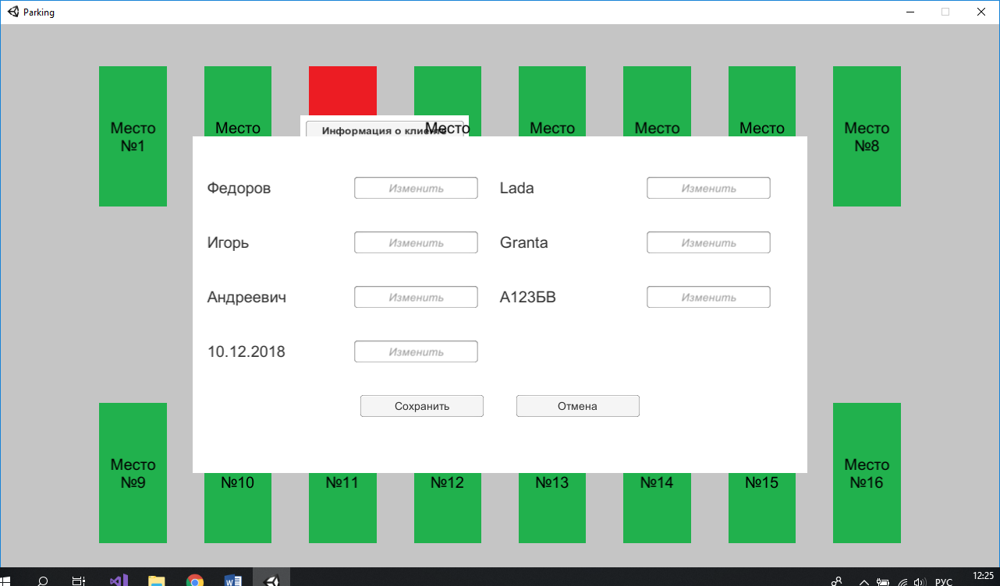 Parking
Место
№1
Место
Информация о клиенте
Место
Место
Место
Место
Место
№8
Федоров
Изменить
Lada
Изменить
Игорь
Изменить
Granta
Изменить
Андреевич
Изменить
А123БВ
Изменить
10.12.2018
Изменить
Сохранить
Отмена
Место
№9
№10
№11
№12
№13
№14
№15
Место
№16
РУС
12:25